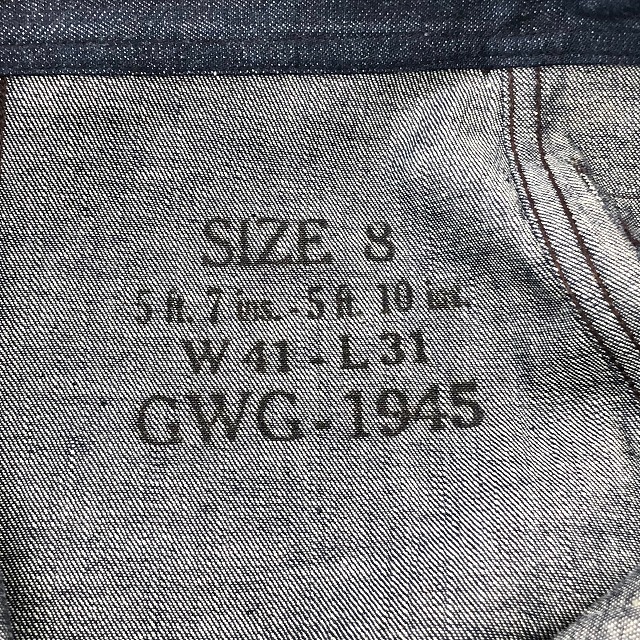 SIZE 8
5 ft. 7 ins. - 5 ft. 10 ins.
W 41 - L 31
GWG - 1945